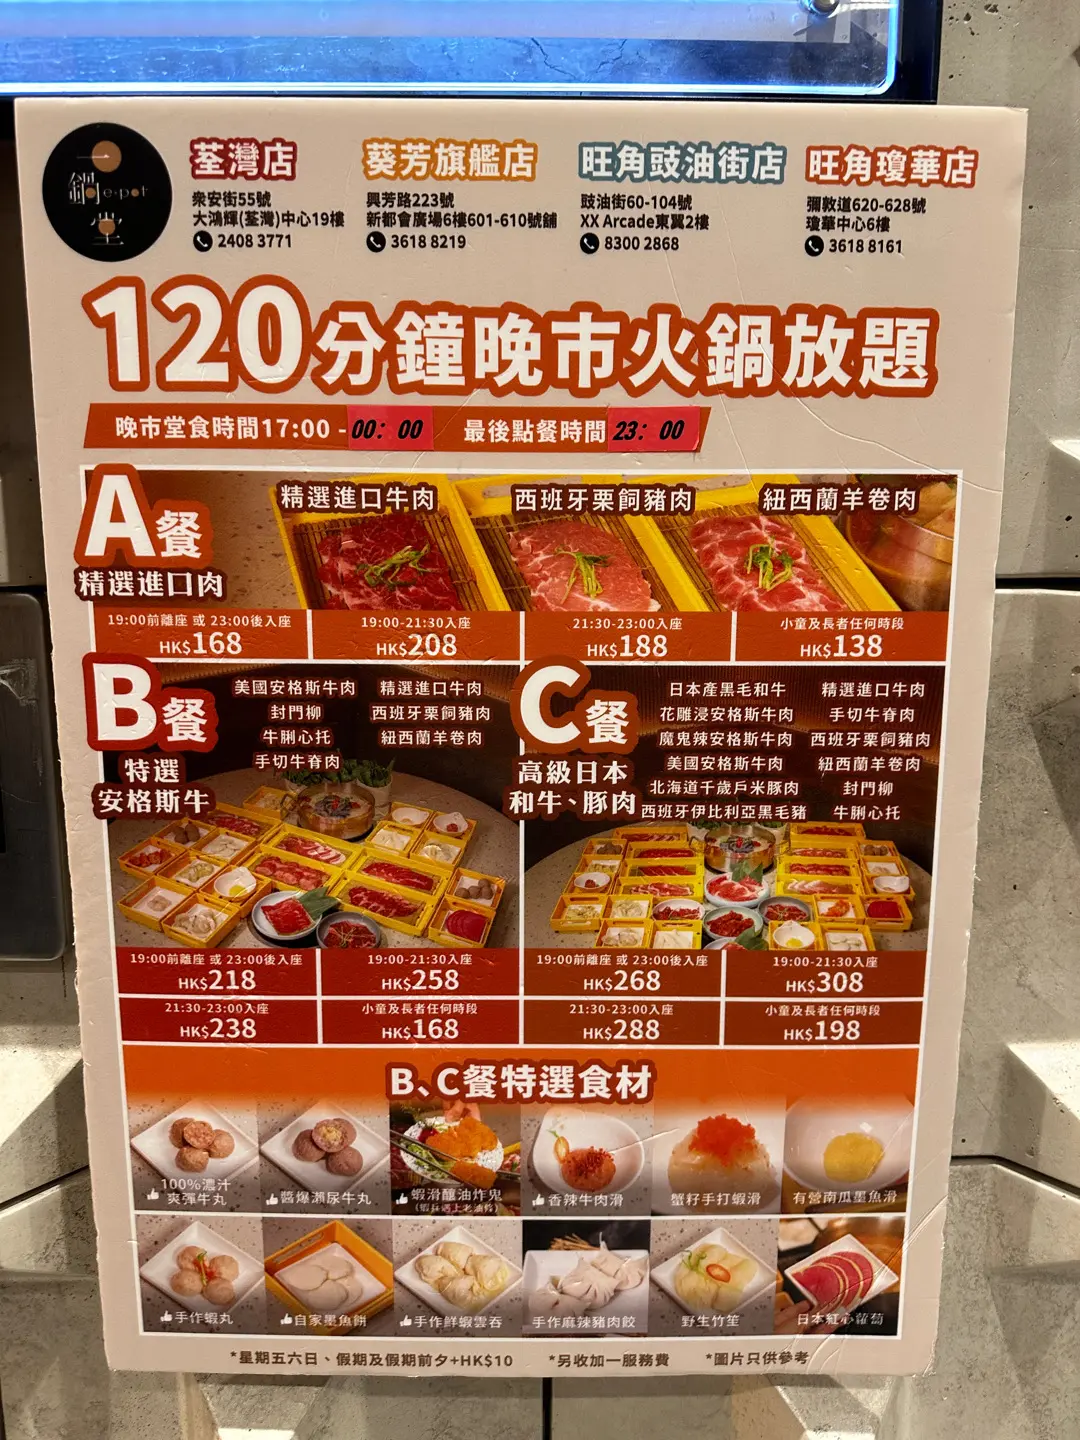 一
鍋 e-pot
堂
荃灣店
眾安街55號
大鴻輝(荃灣)中心19樓
2408 3771
葵芳旗艦店
興芳路223號
新都會廣場6樓601-610號舖
3618 8219
旺角豉油街店
豉油街60-104號
XX Arcade東翼2樓
8300 2868
旺角瓊華店
彌敦道620-628號
瓊華中心6樓
3618 8161
120分鐘晚市火鍋放題
晚市堂食時間17:00 - 00: 00 最後點餐時間 23: 00
A餐
精選進口肉
精選進口牛肉
西班牙栗飼豬肉
紐西蘭羊卷肉
19:00前離座 或 23:00後入座
HK$168
19:00-21:30入座
HK$208
21:30-23:00入座
HK$188
小童及長者任何時段
HK$138
B餐
特選
安格斯牛
美國安格斯牛肉
封門柳
牛脷心托
手切牛脊肉
精選進口牛肉
西班牙栗飼豬肉
紐西蘭羊卷肉
19:00前離座 或 23:00後入座
HK$218
19:00-21:30入座
HK$258
21:30-23:00入座
HK$238
小童及長者任何時段
HK$168
C餐
高級日本
和牛、豚肉
日本產黑毛和牛
花雕浸安格斯牛肉
魔鬼辣安格斯牛肉
美國安格斯牛肉
北海道千歲戶米豚肉
西班牙伊比利亞黑毛豬
精選進口牛肉
手切牛脊肉
西班牙栗飼豬肉
紐西蘭羊卷肉
封門柳
牛脷心托
19:00前離座 或 23:00後入座
HK$268
19:00-21:30入座
HK$308
21:30-23:00入座
HK$288
小童及長者任何時段
HK$198
B、C餐特選食材
100%濃汁
爽彈牛丸
醬爆瀨尿牛丸
蝦滑釀油炸鬼
(蝦兵遇上老油條)
香辣牛肉滑
蟹籽手打蝦滑
有營南瓜墨魚滑
手作蝦丸
自家墨魚餅
手作鮮蝦雲吞
手作麻辣豬肉餃
野生竹笙
日本紅心蘿蔔
*星期五六日、假期及假期前夕+HK$10 *另收加一服務費 *圖片只供參考